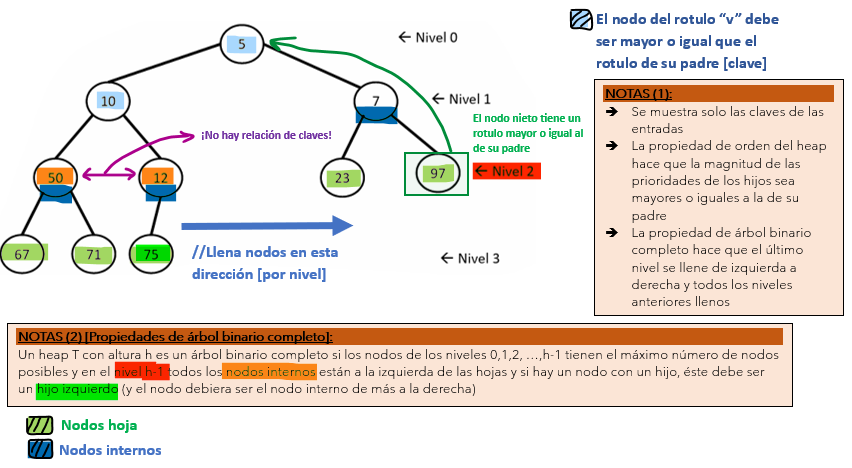 5
← Nivel 0
El nodo del rotulo “v” debe
ser mayor o igual que el
rotulo de su padre [clave]
10
7
← Nivel 1
El nodo nieto tiene un
rotulo mayor o igual al
de su padre
¡No hay relación de claves!
50
12
23
97
← Nivel 2
67
71
75
//Llena nodos en esta
dirección [por nivel]
← Nivel 3
NOTAS (1):
➔ Se muestra solo las claves de las
entradas
➔ La propiedad de orden del heap
hace que la magnitud de las
prioridades de los hijos sea
mayores o iguales a la de su
padre
➔ La propiedad de árbol binario
completo hace que el último
nivel se llene de izquierda a
derecha y todos los niveles
anteriores llenos
NOTAS (2) [Propiedades de árbol binario completo]:
Un heap T con altura h es un árbol binario completo si los nodos de los niveles 0,1,2, …,h-1 tienen el máximo número de nodos
posibles y en el nivel h-1 todos los nodos internos están a la izquierda de las hojas y si hay un nodo con un hijo, éste debe ser
un hijo izquierdo (y el nodo debiera ser el nodo interno de más a la derecha)
Nodos hoja
Nodos internos